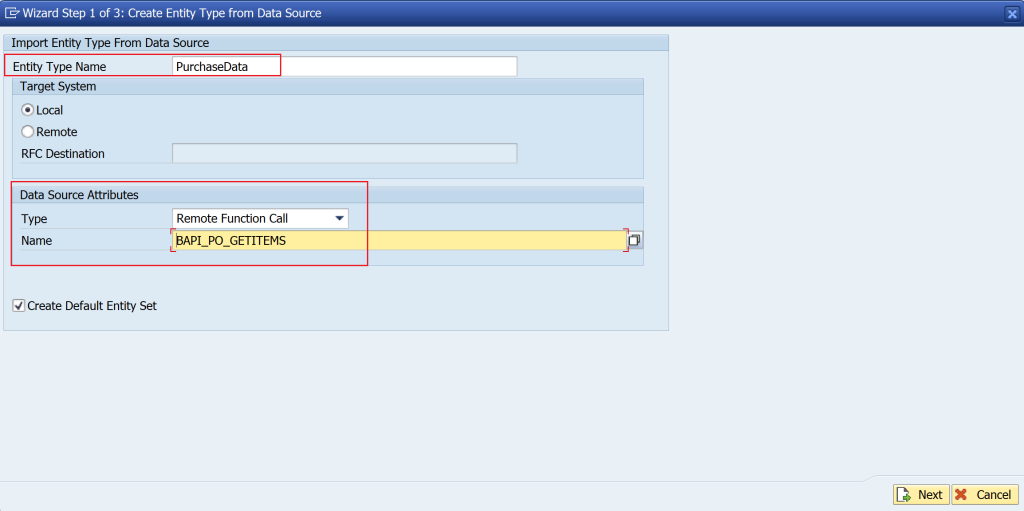 Wizard Step 1 of 3: Create Entity Type from Data Source
Import Entity Type From Data Source
Entity Type Name PurchaseData
Target System
Local
Remote
RFC Destination
Data Source Attributes
Type Remote Function Call
Name BAPI_PO_GETITEMS
Create Default Entity Set
Next Cancel